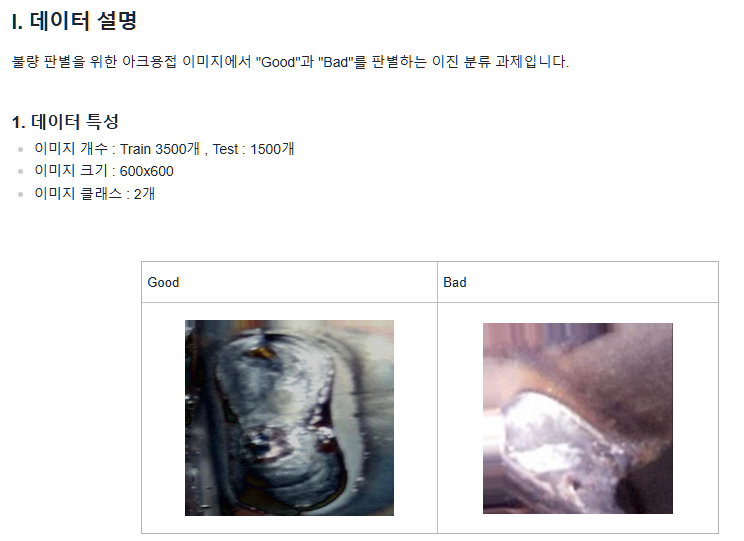 I. 데이터 설명
불량 판별을 위한 아크용접 이미지에서 "Good"과 "Bad"를 판별하는 이진 분류 과제입니다.
1. 데이터 특성
이미지 개수 : Train 3500개 , Test : 1500개
이미지 크기 : 600x600
이미지 클래스 : 2개
Good
Bad